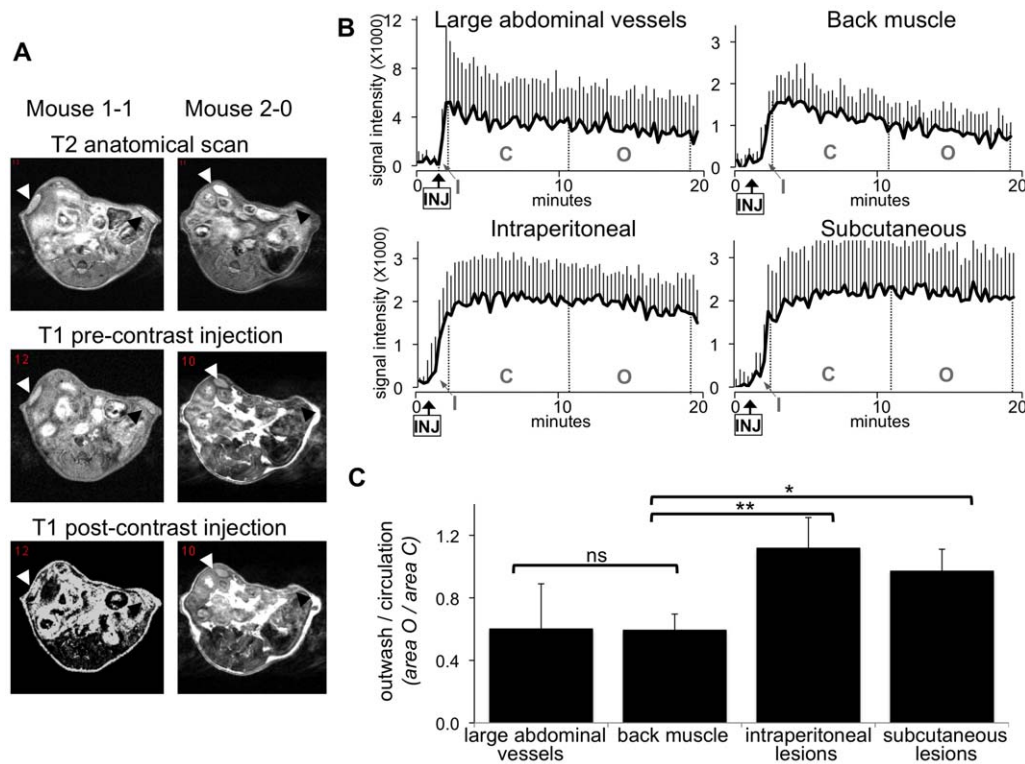 A
Mouse 1-1 Mouse 2-0
T2 anatomical scan
T1 pre-contrast injection
12 10
T1 post-contrast injection
12 10
B
Large abdominal vessels
signal intensity (X1000)
12
8
4
0
C O
0 10 20
I
INJ
minutes
Back muscle
3
2
1
0
C O
0 10 20
I
INJ
minutes
Intraperitoneal
signal intensity (X1000)
3
2
1
0
C O
0 10 20
I
INJ
minutes
Subcutaneous
3
2
1
0
C O
0 10 20
I
INJ
minutes
C
outwash / circulation
(area O / area C)
1.2
0.8
0.4
0.0
ns
**
*
large abdominal
vessels
back muscle
intraperitoneal
lesions
subcutaneous
lesions